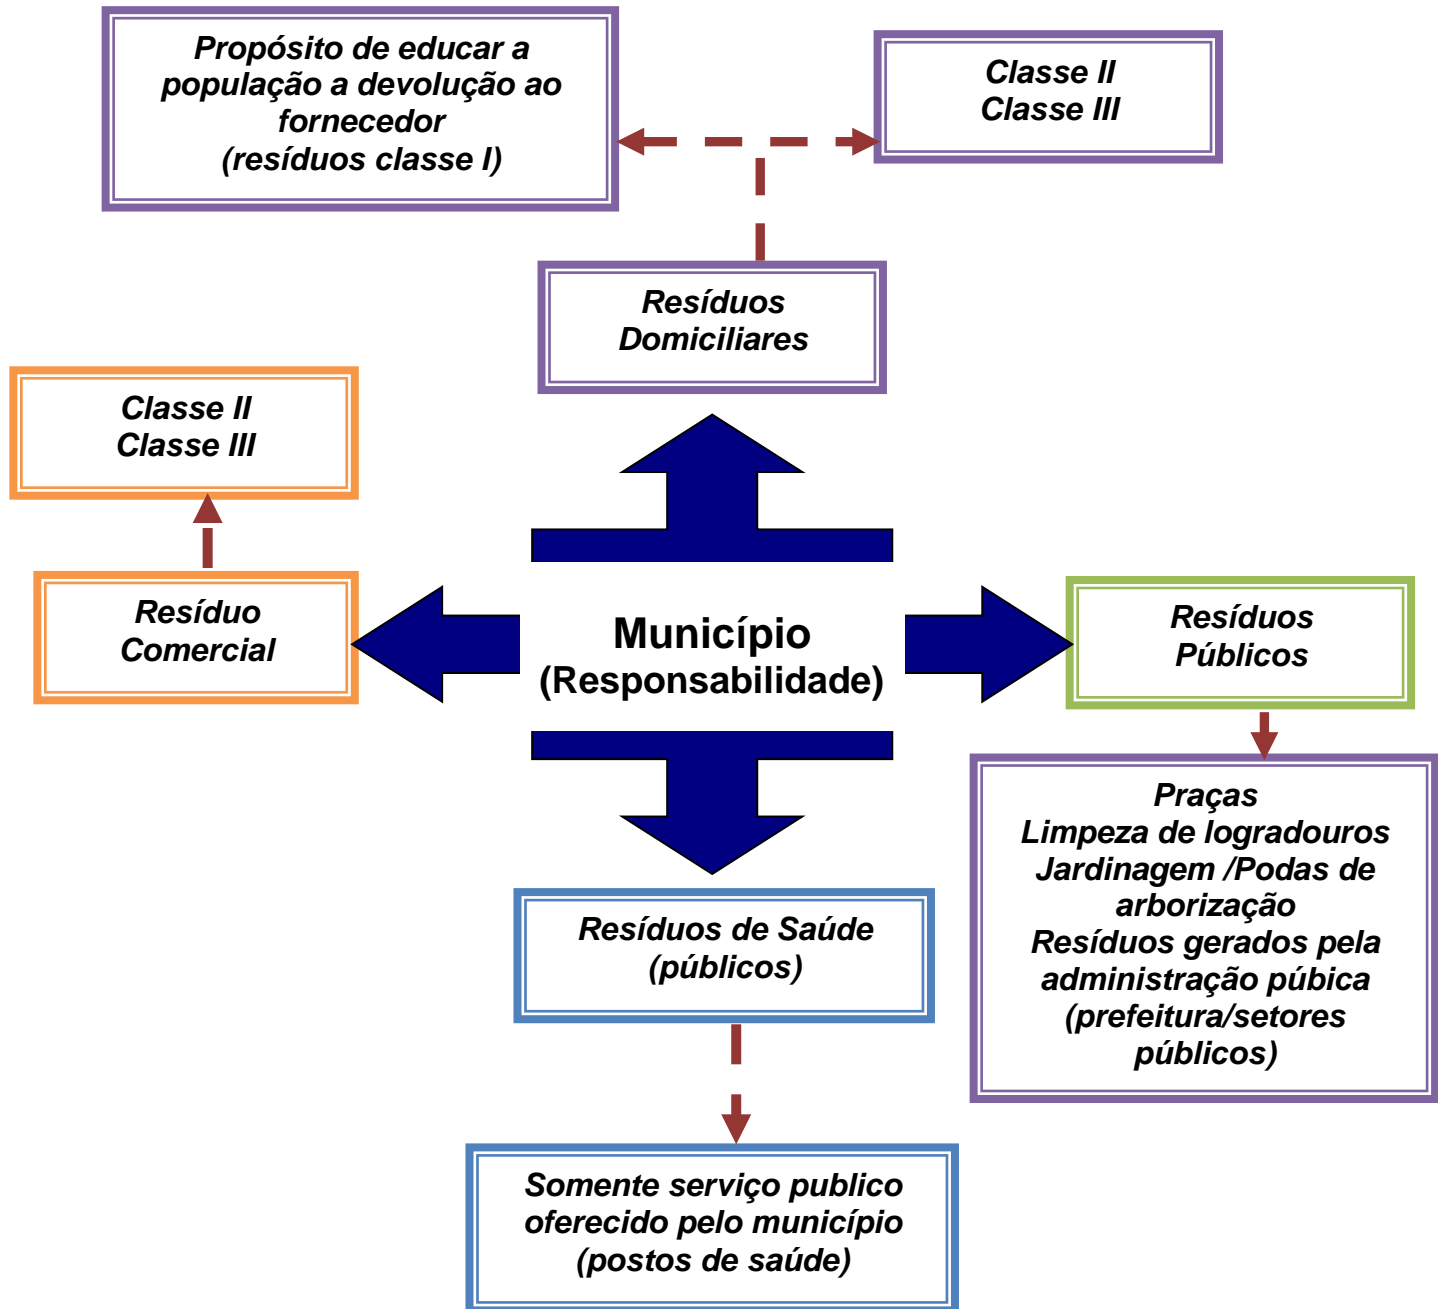 Propósito de educar a
população a devolução ao
fornecedor
(resíduos classe I)
Classe II
Classe III
Resíduos
Domiciliares
Classe II
Classe III
Resíduo
Comercial
Município
(Responsabilidade)
Resíduos
Públicos
Praças
Limpeza de logradouros
Jardinagem /Podas de
arborização
Resíduos gerados pela
administração púbica
(prefeitura/setores
públicos)
Resíduos de Saúde
(públicos)
Somente serviço publico
oferecido pelo município
(postos de saúde)